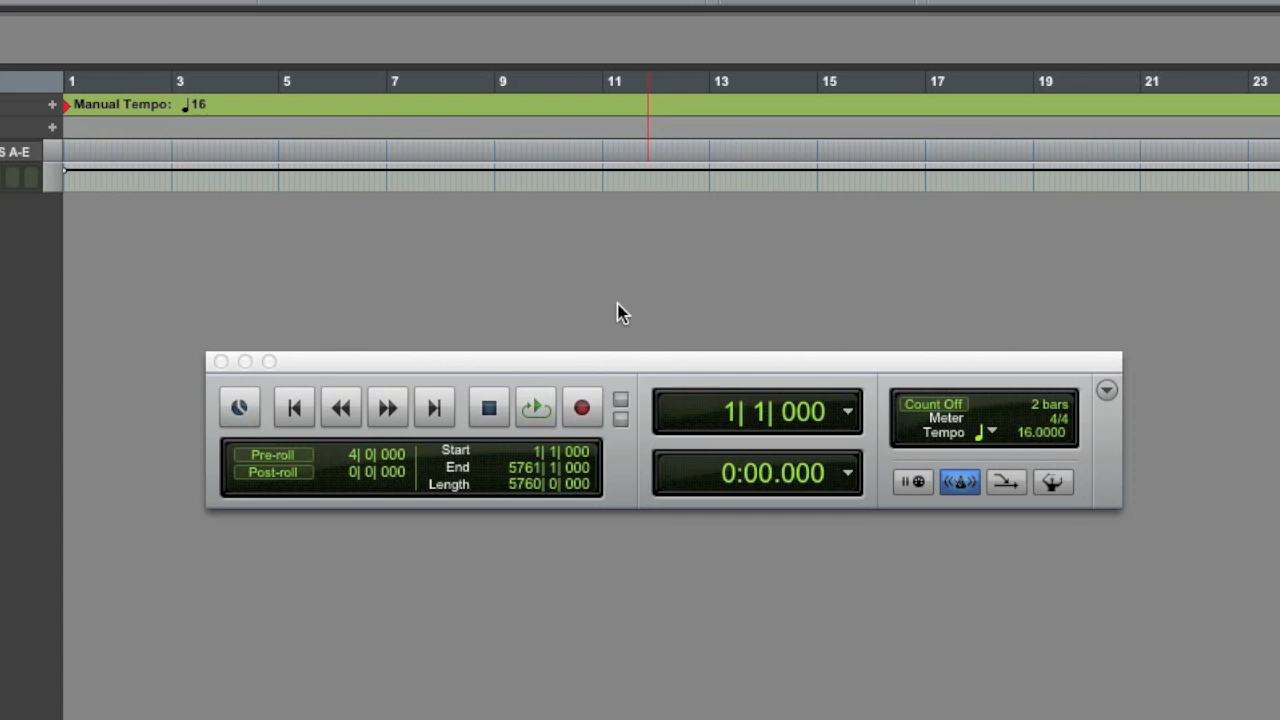 1 3 5 7 9 11 13 15 17 19 21 23
Manual Tempo: ♩16
S A-E
Pre-roll 4| 0| 000
Post-roll 0| 0| 000
Start 1| 1| 000
End 5761| 1| 000
Length 5760| 0| 000
1| 1| 000
0:00.000
Count Off 2 bars
Meter 4/4
Tempo ♩ 16.0000